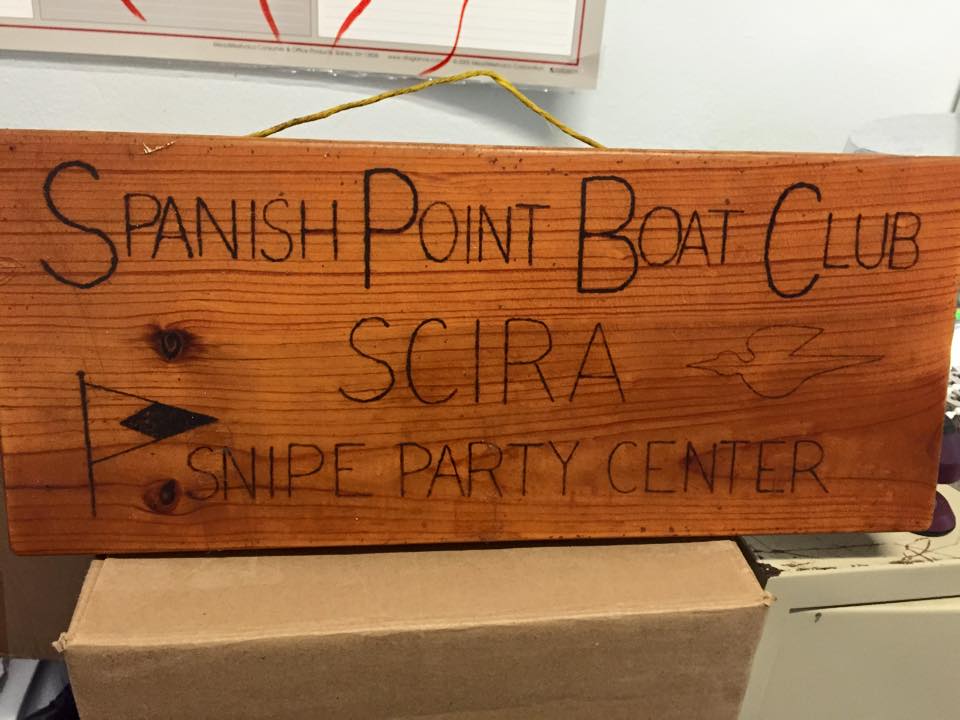 SPANISH POINT BOAT CLUB
SCIRA
SNIPE PARTY CENTER